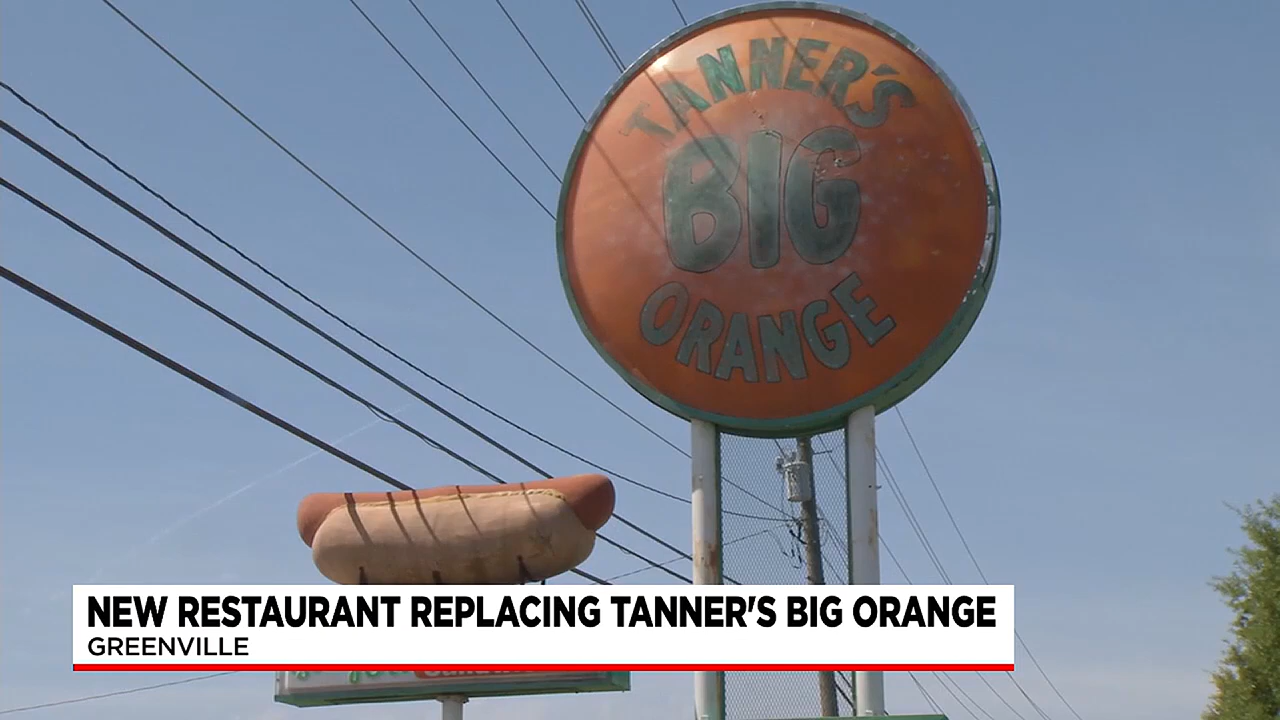 TANNER'S
BIG
ORANGE
NEW RESTAURANT REPLACING TANNER'S BIG ORANGE
GREENVILLE